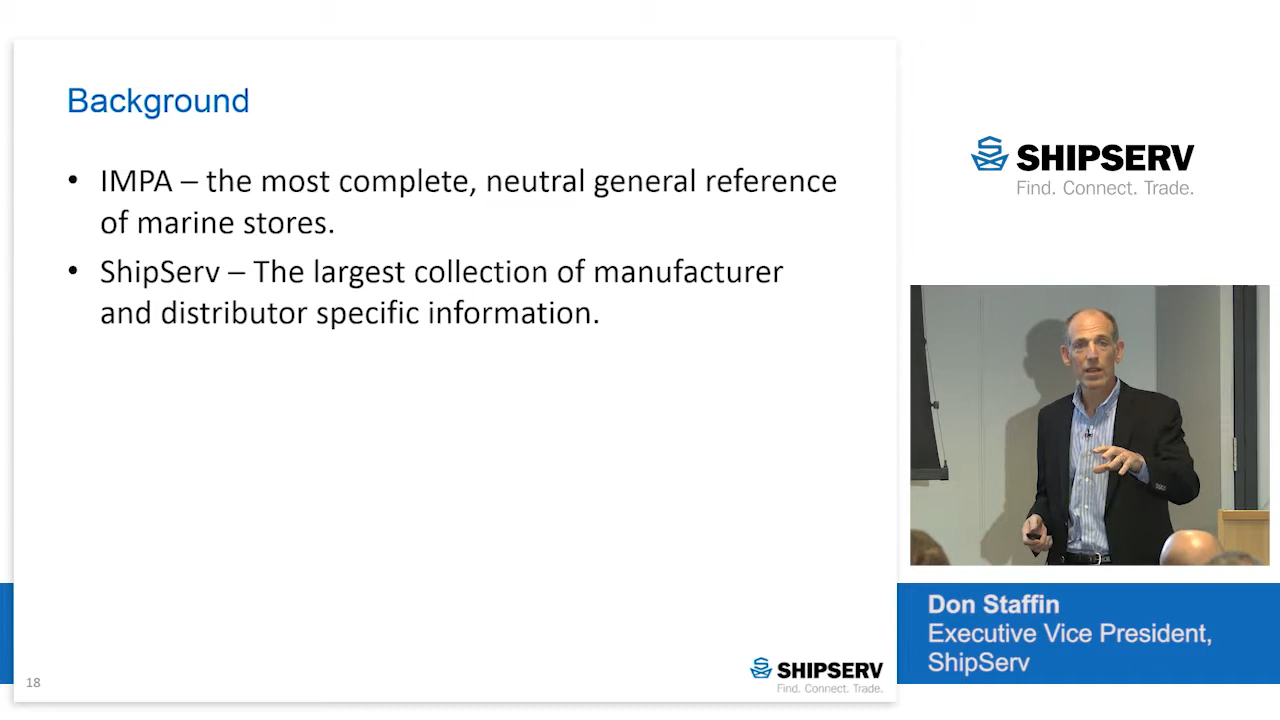 Background
• IMPA – the most complete, neutral general reference
of marine stores.
• ShipServ – The largest collection of manufacturer
and distributor specific information.
18
SHIPSERV
Find. Connect. Trade.
SHIPSERV
Find. Connect. Trade.
Don Staffin
Executive Vice President,
ShipServ